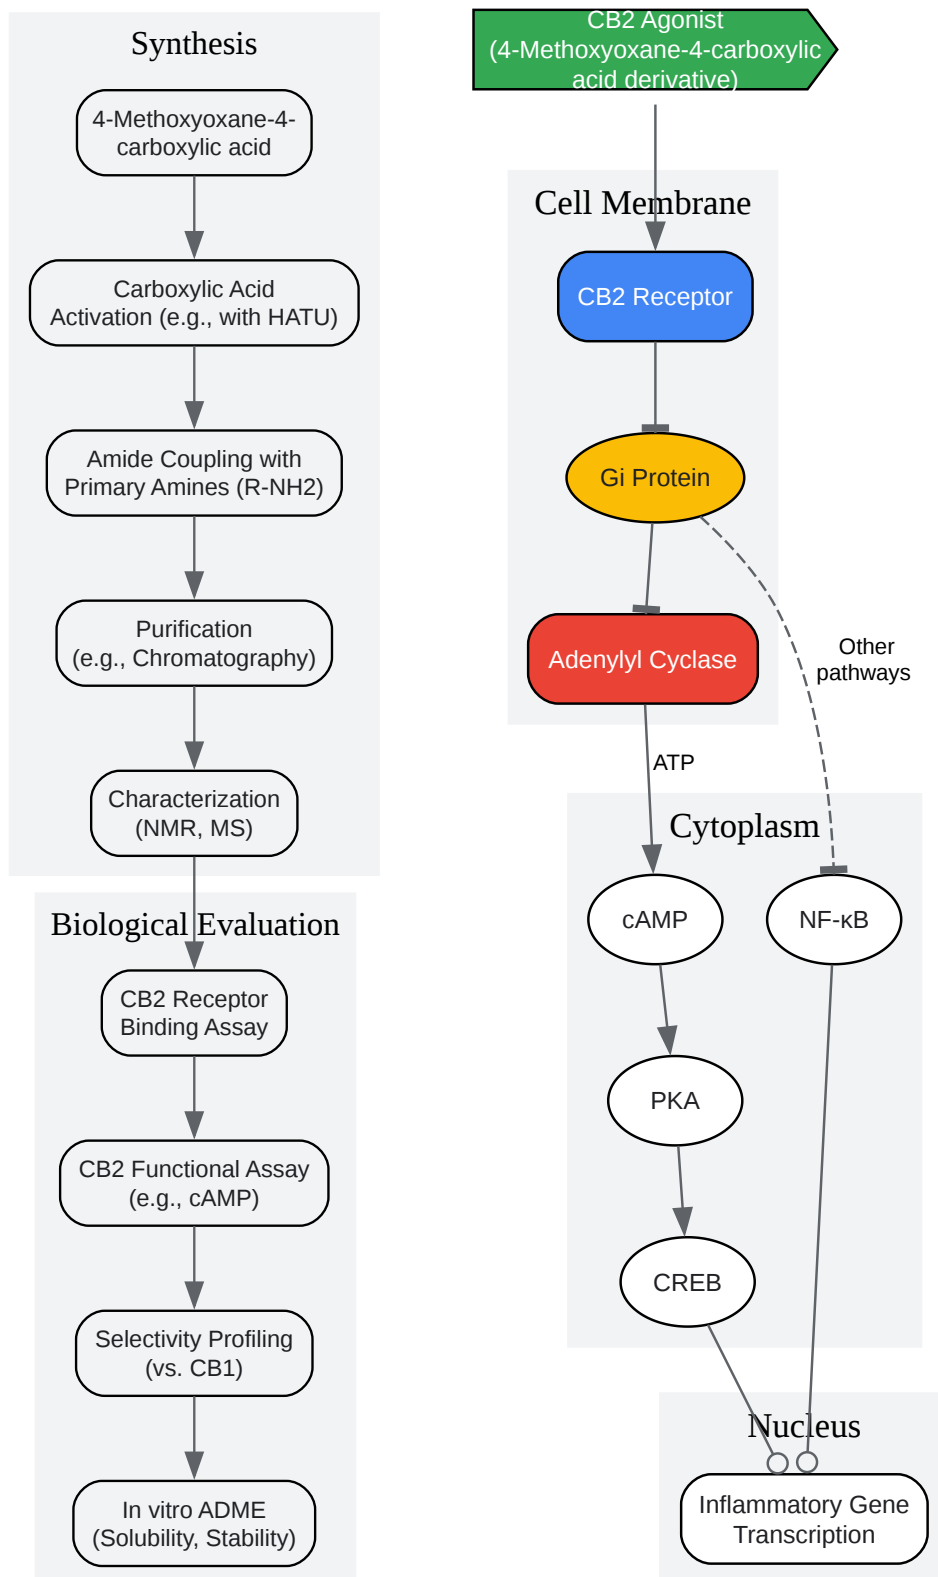 Synthesis
4-Methoxyoxane-4-
carboxylic acid
Carboxylic Acid
Activation (e.g., with HATU)
Amide Coupling with
Primary Amines (R-NH2)
Purification
(e.g., Chromatography)
Characterization
(NMR, MS)
Biological Evaluation
CB2 Receptor
Binding Assay
CB2 Functional Assay
(e.g., cAMP)
Selectivity Profiling
(vs. CB1)
In vitro ADME
(Solubility, Stability)
CB2 Agonist
(4-Methoxyoxane-4-carboxylic
acid derivative)
Cell Membrane
CB2 Receptor
Gi Protein
Adenylyl Cyclase
Other
pathways
ATP
Cytoplasm
cAMP
NF-κB
PKA
CREB
Nucleus
Inflammatory Gene
Transcription